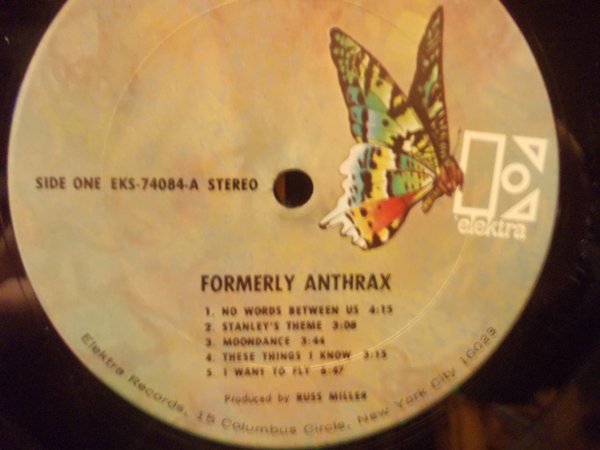 SIDE ONE EKS-74084-A STEREO
elektra
FORMERLY ANTHRAX
1. NO WORDS BETWEEN US 4:15
2. STANLEY'S THEME 3:08
3. MOONDANCE 3:44
4. THESE THINGS I KNOW 3:15
5. I WANT TO FLY 6:47
Produced by RUSS MILLER
Elektra Records, 15 Columbus Circle, New York City 10023